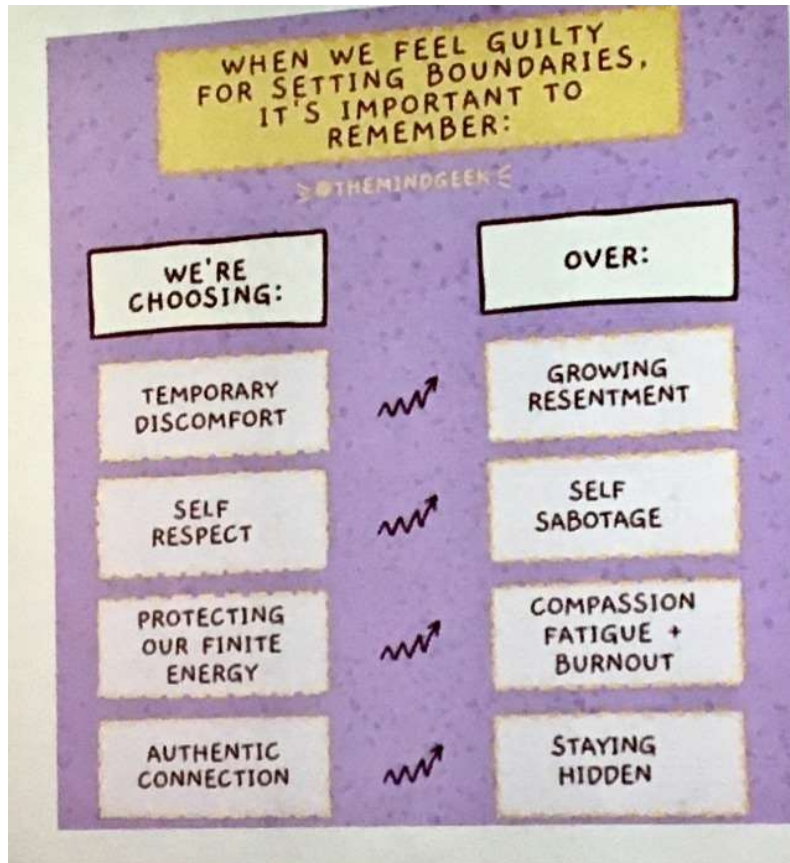 WHEN WE FEEL GUILTY
FOR SETTING BOUNDARIES,
IT'S IMPORTANT TO
REMEMBER:
@THEMINDGEEK
WE'RE
CHOOSING:
OVER:
TEMPORARY
DISCOMFORT
GROWING
RESENTMENT
SELF
RESPECT
SELF
SABOTAGE
PROTECTING
OUR FINITE
ENERGY
COMPASSION
FATIGUE +
BURNOUT
AUTHENTIC
CONNECTION
STAYING
HIDDEN